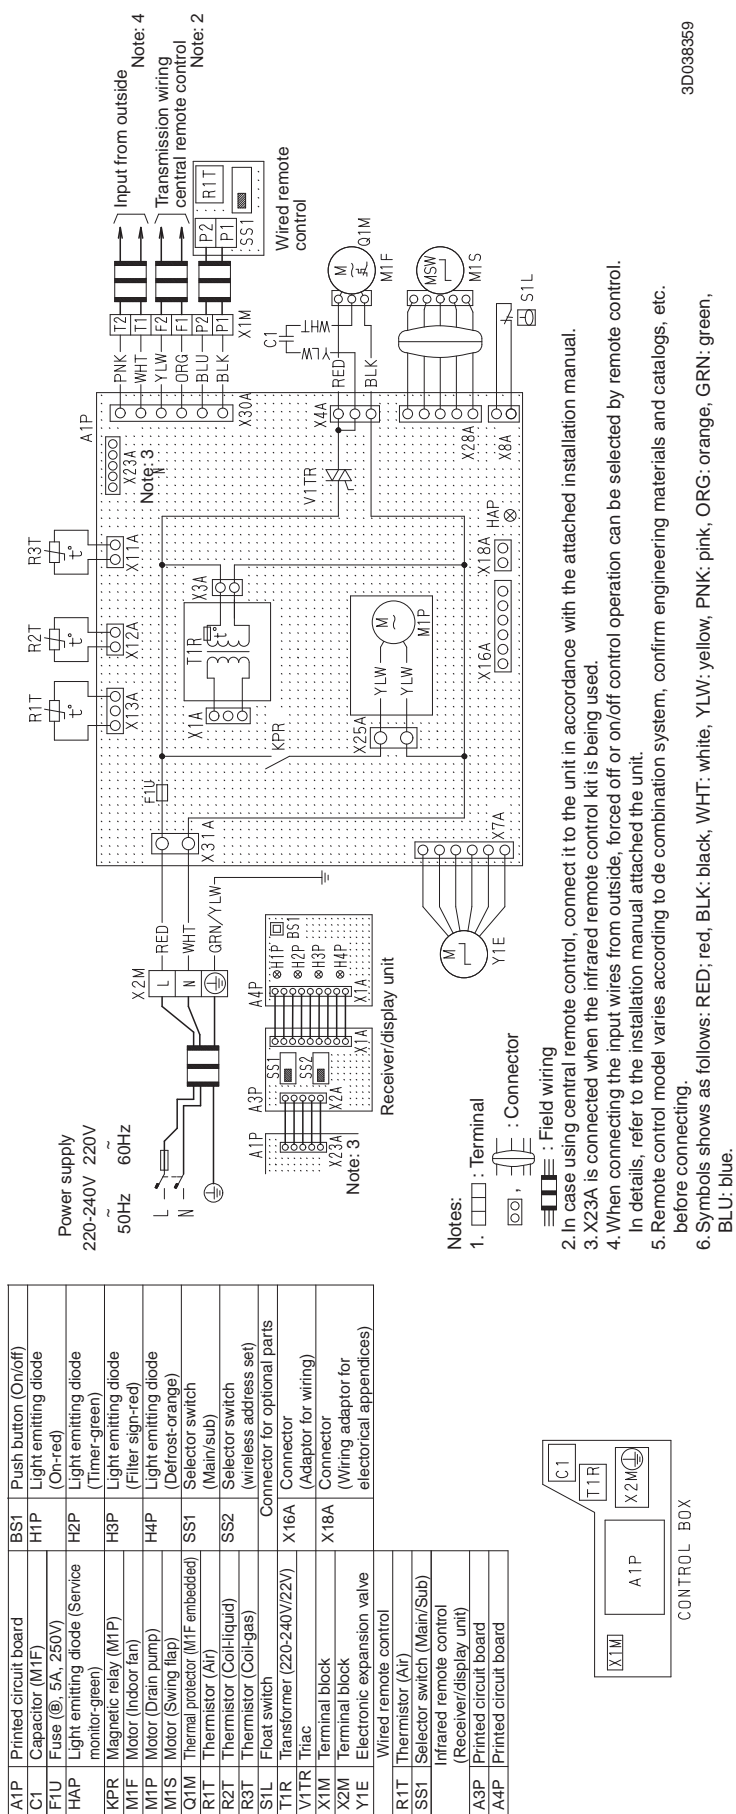 A1P Printed circuit board
C1 Capacitor (M1F)
F1U Fuse (Ⓑ, 5A, 250V)
HAP Light emitting diode (Service
monitor-green)
KPR Magnetic relay (M1P)
M1F Motor (Indoor fan)
M1P Motor (Drain pump)
M1S Motor (Swing flap)
Q1M Thermal protector (M1F embedded)
R1T Thermistor (Air)
R2T Thermistor (Coil-liquid)
R3T Thermistor (Coil-gas)
S1L Float switch
T1R Transformer (220-240V/22V)
V1TR Triac
X1M Terminal block
X2M Terminal block
Y1E Electronic expansion valve
Wired remote control
R1T Thermistor (Air)
SS1 Selector switch (Main/Sub)
Infrared remote control
(Receiver/display unit)
A3P Printed circuit board
A4P Printed circuit board
BS1 Push button (On/off)
H1P Light emitting diode
(On-red)
H2P Light emitting diode
(Timer-green)
H3P Light emitting diode
(Filter sign-red)
H4P Light emitting diode
(Defrost-orange)
SS1 Selector switch
(Main/sub)
SS2 Selector switch
(wireless address set)
Connector for optional parts
X16A Connector
(Adaptor for wiring)
X18A Connector
(Wiring adaptor for
electorical appendices)
X1M
A1P
C1
T1R
X2M
CONTROL BOX
Power supply
220-240V 220V
~ ~
50Hz 60Hz
L
N
X2M
L
N
RED
WHT
GRN/YLW
X31A
F1U
A1P
R1T
t°
X13A
R2T
t°
X12A
R3T
t°
X11A
X23A
Note: 3
N
X1A
T1R
t°
X3A
KPR
X25A
YLW
YLW
M
~
M1P
V1TR
X16A
X18A
HAP
X7A
M
Y1E
X30A
PNK
WHT
YLW
ORG
BLU
BLK
T2
T1
F2
F1
P2
P1
X1M
Input from outside
Note: 4
Transmission wiring
central remote control
Note: 2
P2
P1
R1T
SS1
Wired remote
control
X4A
RED
YLW
WHT
BLK
C1
M
~
Q1M
M1F
X28A
MSW
M1S
X8A
S1L
A1P
X23A
Note: 3
A3P
X2A
SS1
SS2
X1A
A4P
X1A
H1P
H2P
H3P
H4P
BS1
Receiver/display unit
Notes:
1. : Terminal
, : Connector
: Field wiring
2. In case using central remote control, connect it to the unit in accordance with the attached installation manual.
3. X23A is connected when the infrared remote control kit is being used.
4. When connecting the input wires from outside, forced off or on/off control operation can be selected by remote control.
In details, refer to the installation manual attached the unit.
5. Remote control model varies according to de combination system, confirm engineering materials and catalogs, etc.
before connecting.
6. Symbols shows as follows: RED; red, BLK: black, WHT: white, YLW: yellow, PNK: pink, ORG: orange, GRN: green,
BLU: blue.
3D038359